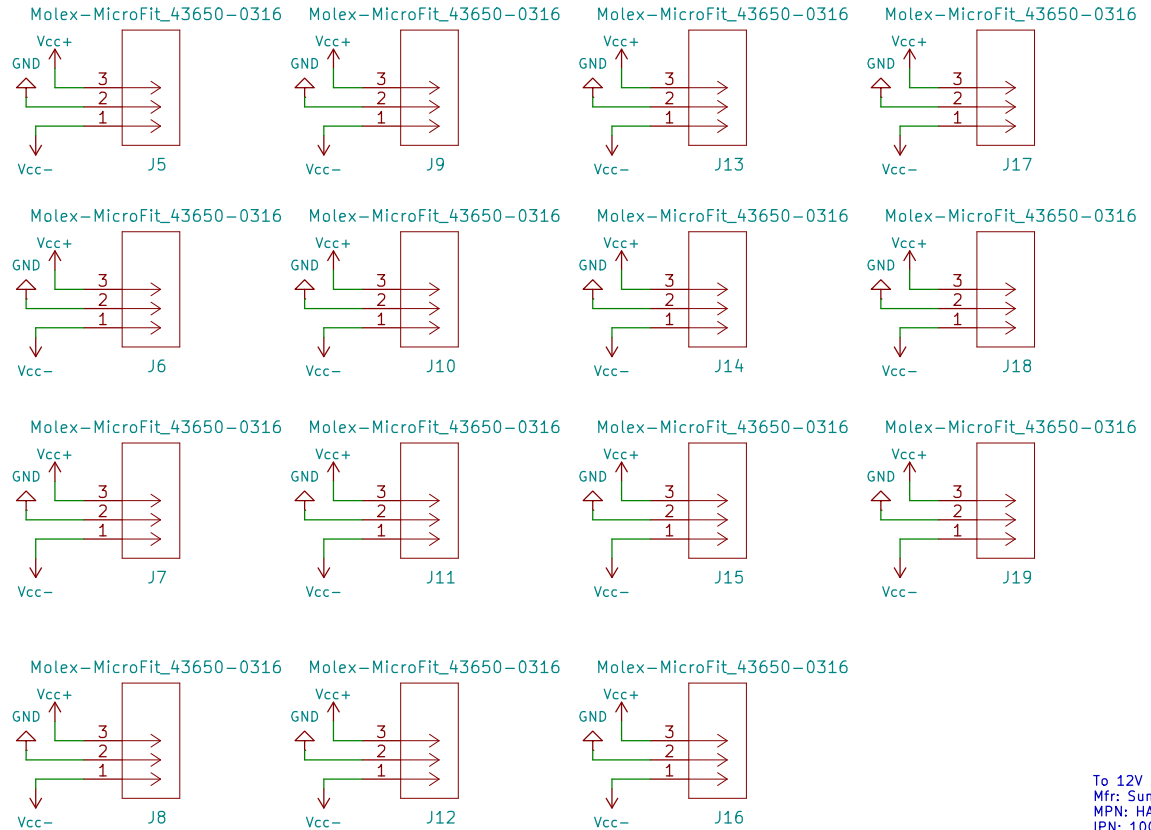 Molex-MicroFit_43650-0316 Molex-MicroFit_43650-0316 Molex-MicroFit_43650-0316 Molex-MicroFit_43650-0316
Vcc+ Vcc+ Vcc+ Vcc+
GND GND GND GND
3 3 3 3
2 2 2 2
1 1 1 1
Vcc- J5 Vcc- J9 Vcc- J13 Vcc- J17
Molex-MicroFit_43650-0316 Molex-MicroFit_43650-0316 Molex-MicroFit_43650-0316 Molex-MicroFit_43650-0316
Vcc+ Vcc+ Vcc+ Vcc+
GND GND GND GND
3 3 3 3
2 2 2 2
1 1 1 1
Vcc- J6 Vcc- J10 Vcc- J14 Vcc- J18
Molex-MicroFit_43650-0316 Molex-MicroFit_43650-0316 Molex-MicroFit_43650-0316 Molex-MicroFit_43650-0316
Vcc+ Vcc+ Vcc+ Vcc+
GND GND GND GND
3 3 3 3
2 2 2 2
1 1 1 1
Vcc- J7 Vcc- J11 Vcc- J15 Vcc- J19
Molex-MicroFit_43650-0316 Molex-MicroFit_43650-0316 Molex-MicroFit_43650-0316
Vcc+ Vcc+ Vcc+
GND GND GND
3 3 3
2 2 2
1 1 1
Vcc- J8 Vcc- J12 Vcc- J16
To 12V
Mfr:
MPN:
IPN: